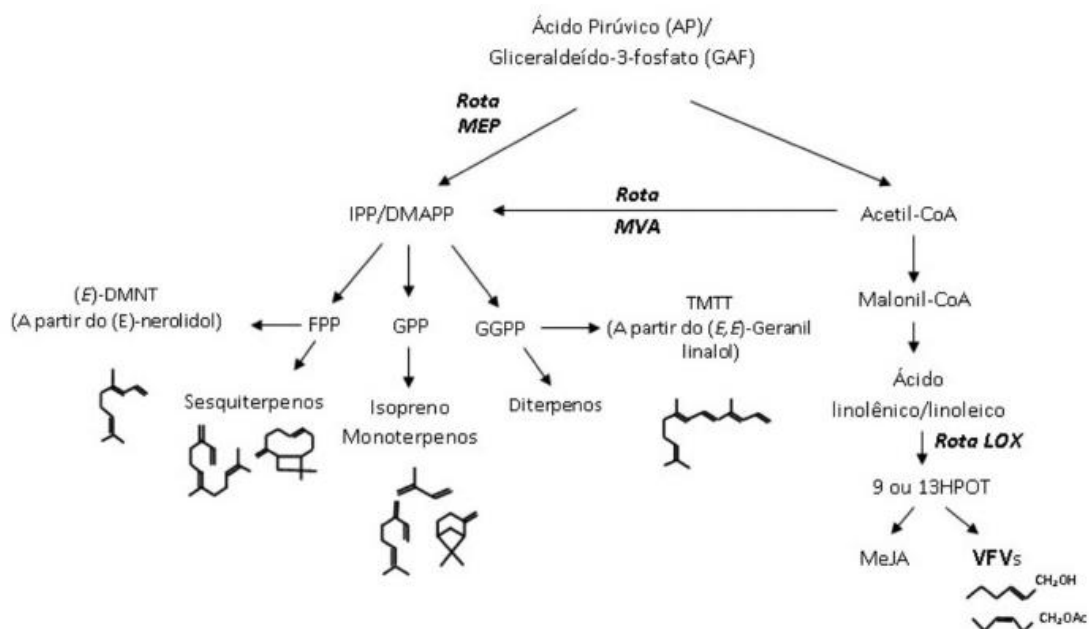 Ácido Pirúvico (AP)/
Gliceraldeído-3-fosfato (GAF)
Rota
MEP
IPP/DMAPP
Rota
MVA
Acetil-CoA
(E)-DMNT
(A partir do (E)-nerolidol)
FPP
GPP
GGPP
TMTT
(A partir do (E,E)-Geranil
linalol)
Malonil-CoA
Sesquiterpenos
Isopreno
Monoterpenos
Diterpenos
Ácido
linolênico/linoleico
Rota LOX
9 ou 13HPOT
MeJA
VFVs
CH₂OH
CH₂OAc